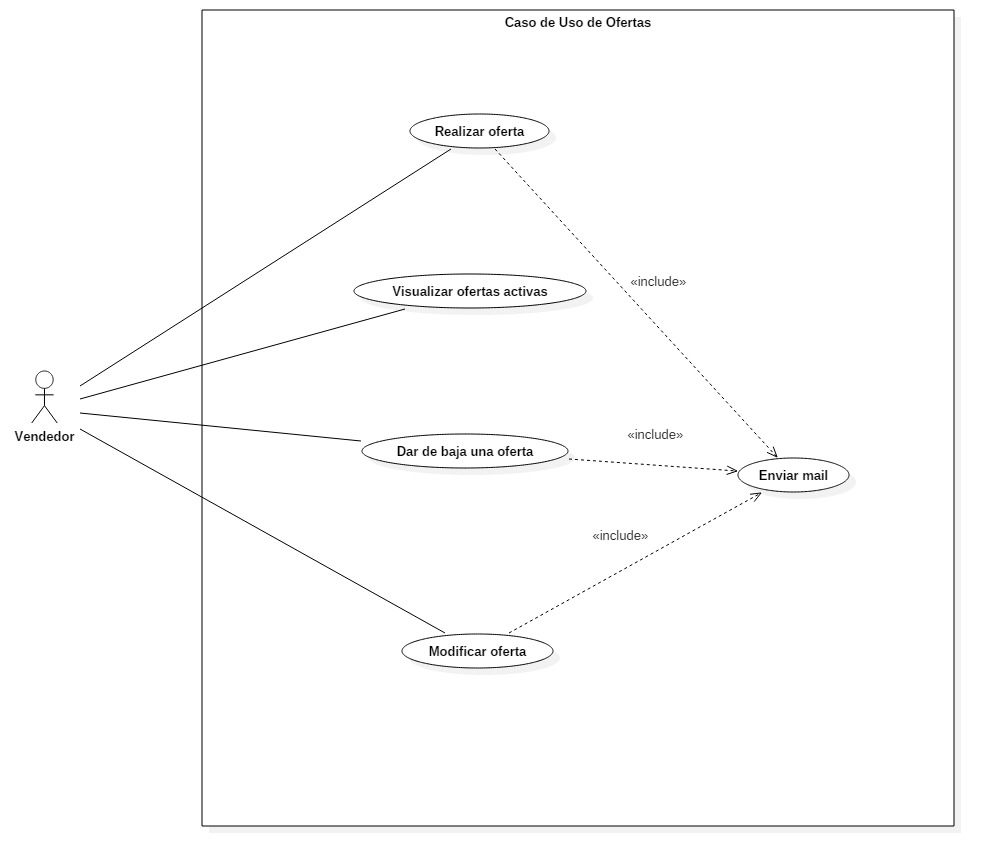 Caso de Uso de Ofertas
Realizar oferta
«include»
Visualizar ofertas activas
Vendedor
«include»
Dar de baja una oferta
Enviar mail
«include»
Modificar oferta